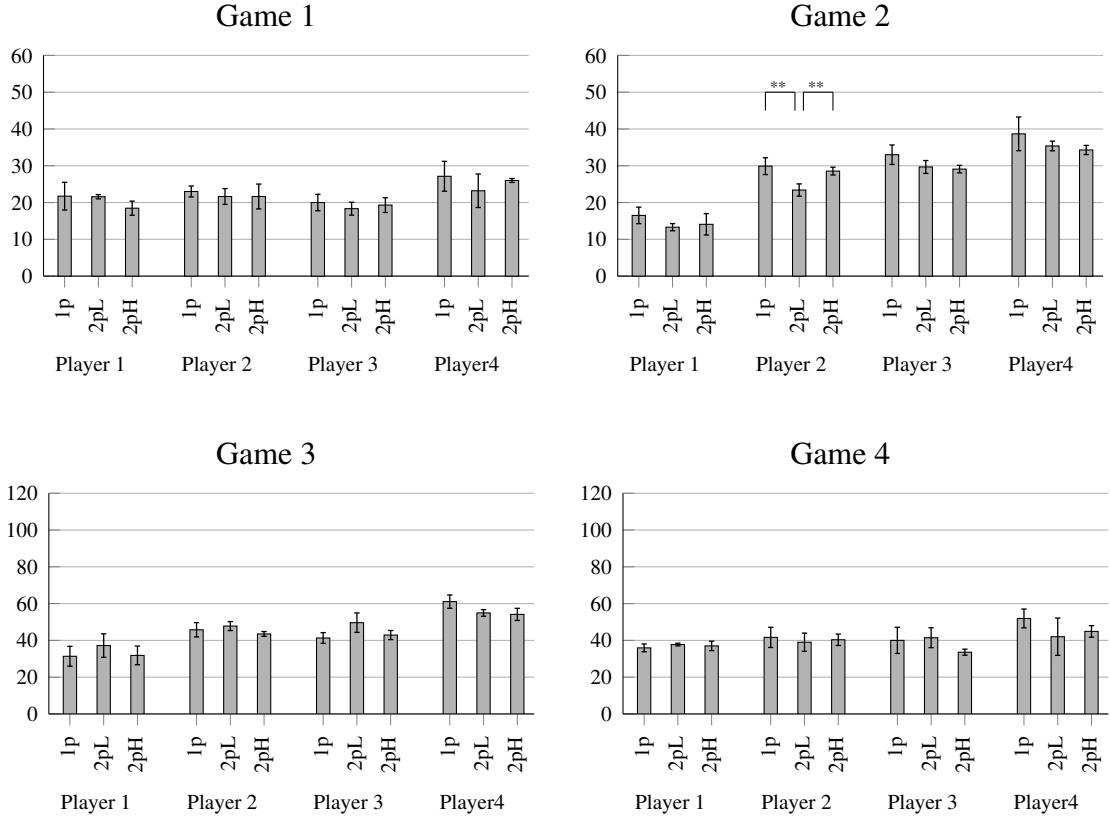 Game 1
60
50
40
30
20
10
0
1p 2pL 2pH 1p 2pL 2pH 1p 2pL 2pH 1p 2pL 2pH
Player 1 Player 2 Player 3 Player4
Game 2
60
50
40
30
20
10
0
** **
1p 2pL 2pH 1p 2pL 2pH 1p 2pL 2pH 1p 2pL 2pH
Player 1 Player 2 Player 3 Player4
Game 3
120
100
80
60
40
20
0
1p 2pL 2pH 1p 2pL 2pH 1p 2pL 2pH 1p 2pL 2pH
Player 1 Player 2 Player 3 Player4
Game 4
120
100
80
60
40
20
0
1p 2pL 2pH 1p 2pL 2pH 1p 2pL 2pH 1p 2pL 2pH
Player 1 Player 2 Player 3 Player4